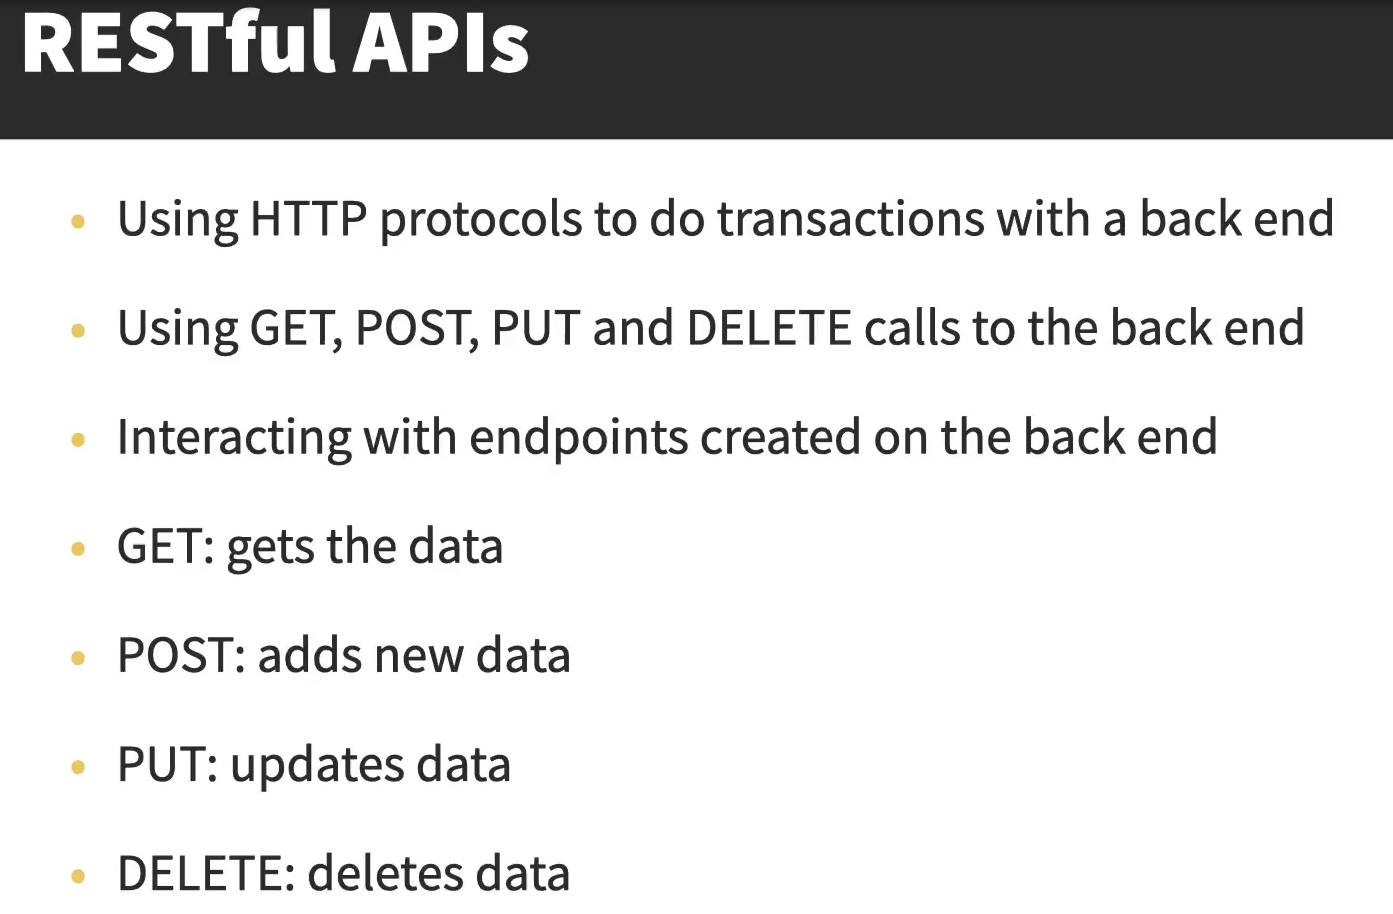 RESTful APIs
• Using HTTP protocols to do transactions with a back end
• Using GET, POST, PUT and DELETE calls to the back end
• Interacting with endpoints created on the back end
• GET: gets the data
• POST: adds new data
• PUT: updates data
• DELETE: deletes data